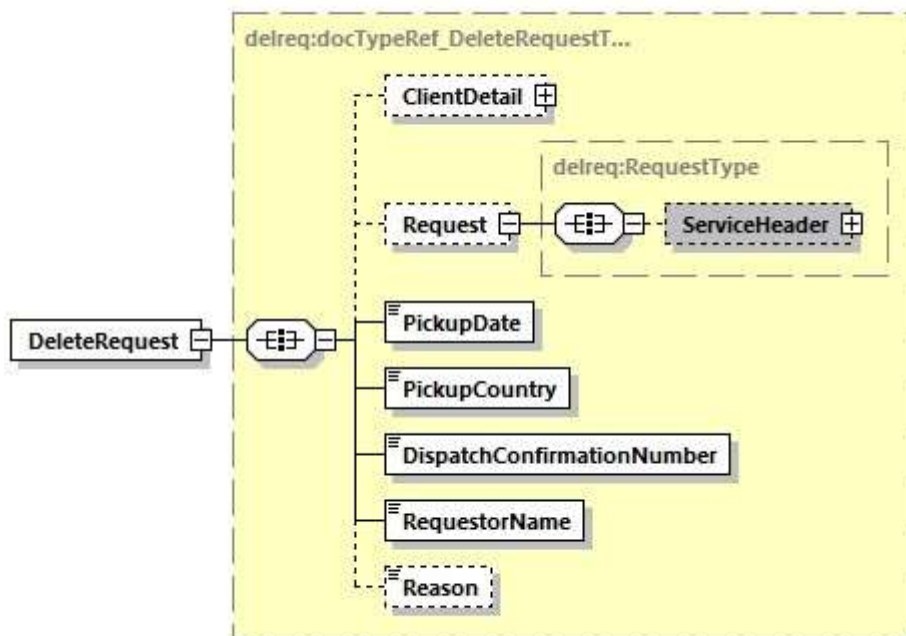 delreq:docTypeRef_DeleteRequestT...
ClientDetail
delreq:RequestType
Request
ServiceHeader
PickupDate
DeleteRequest
PickupCountry
DispatchConfirmationNumber
RequestorName
Reason